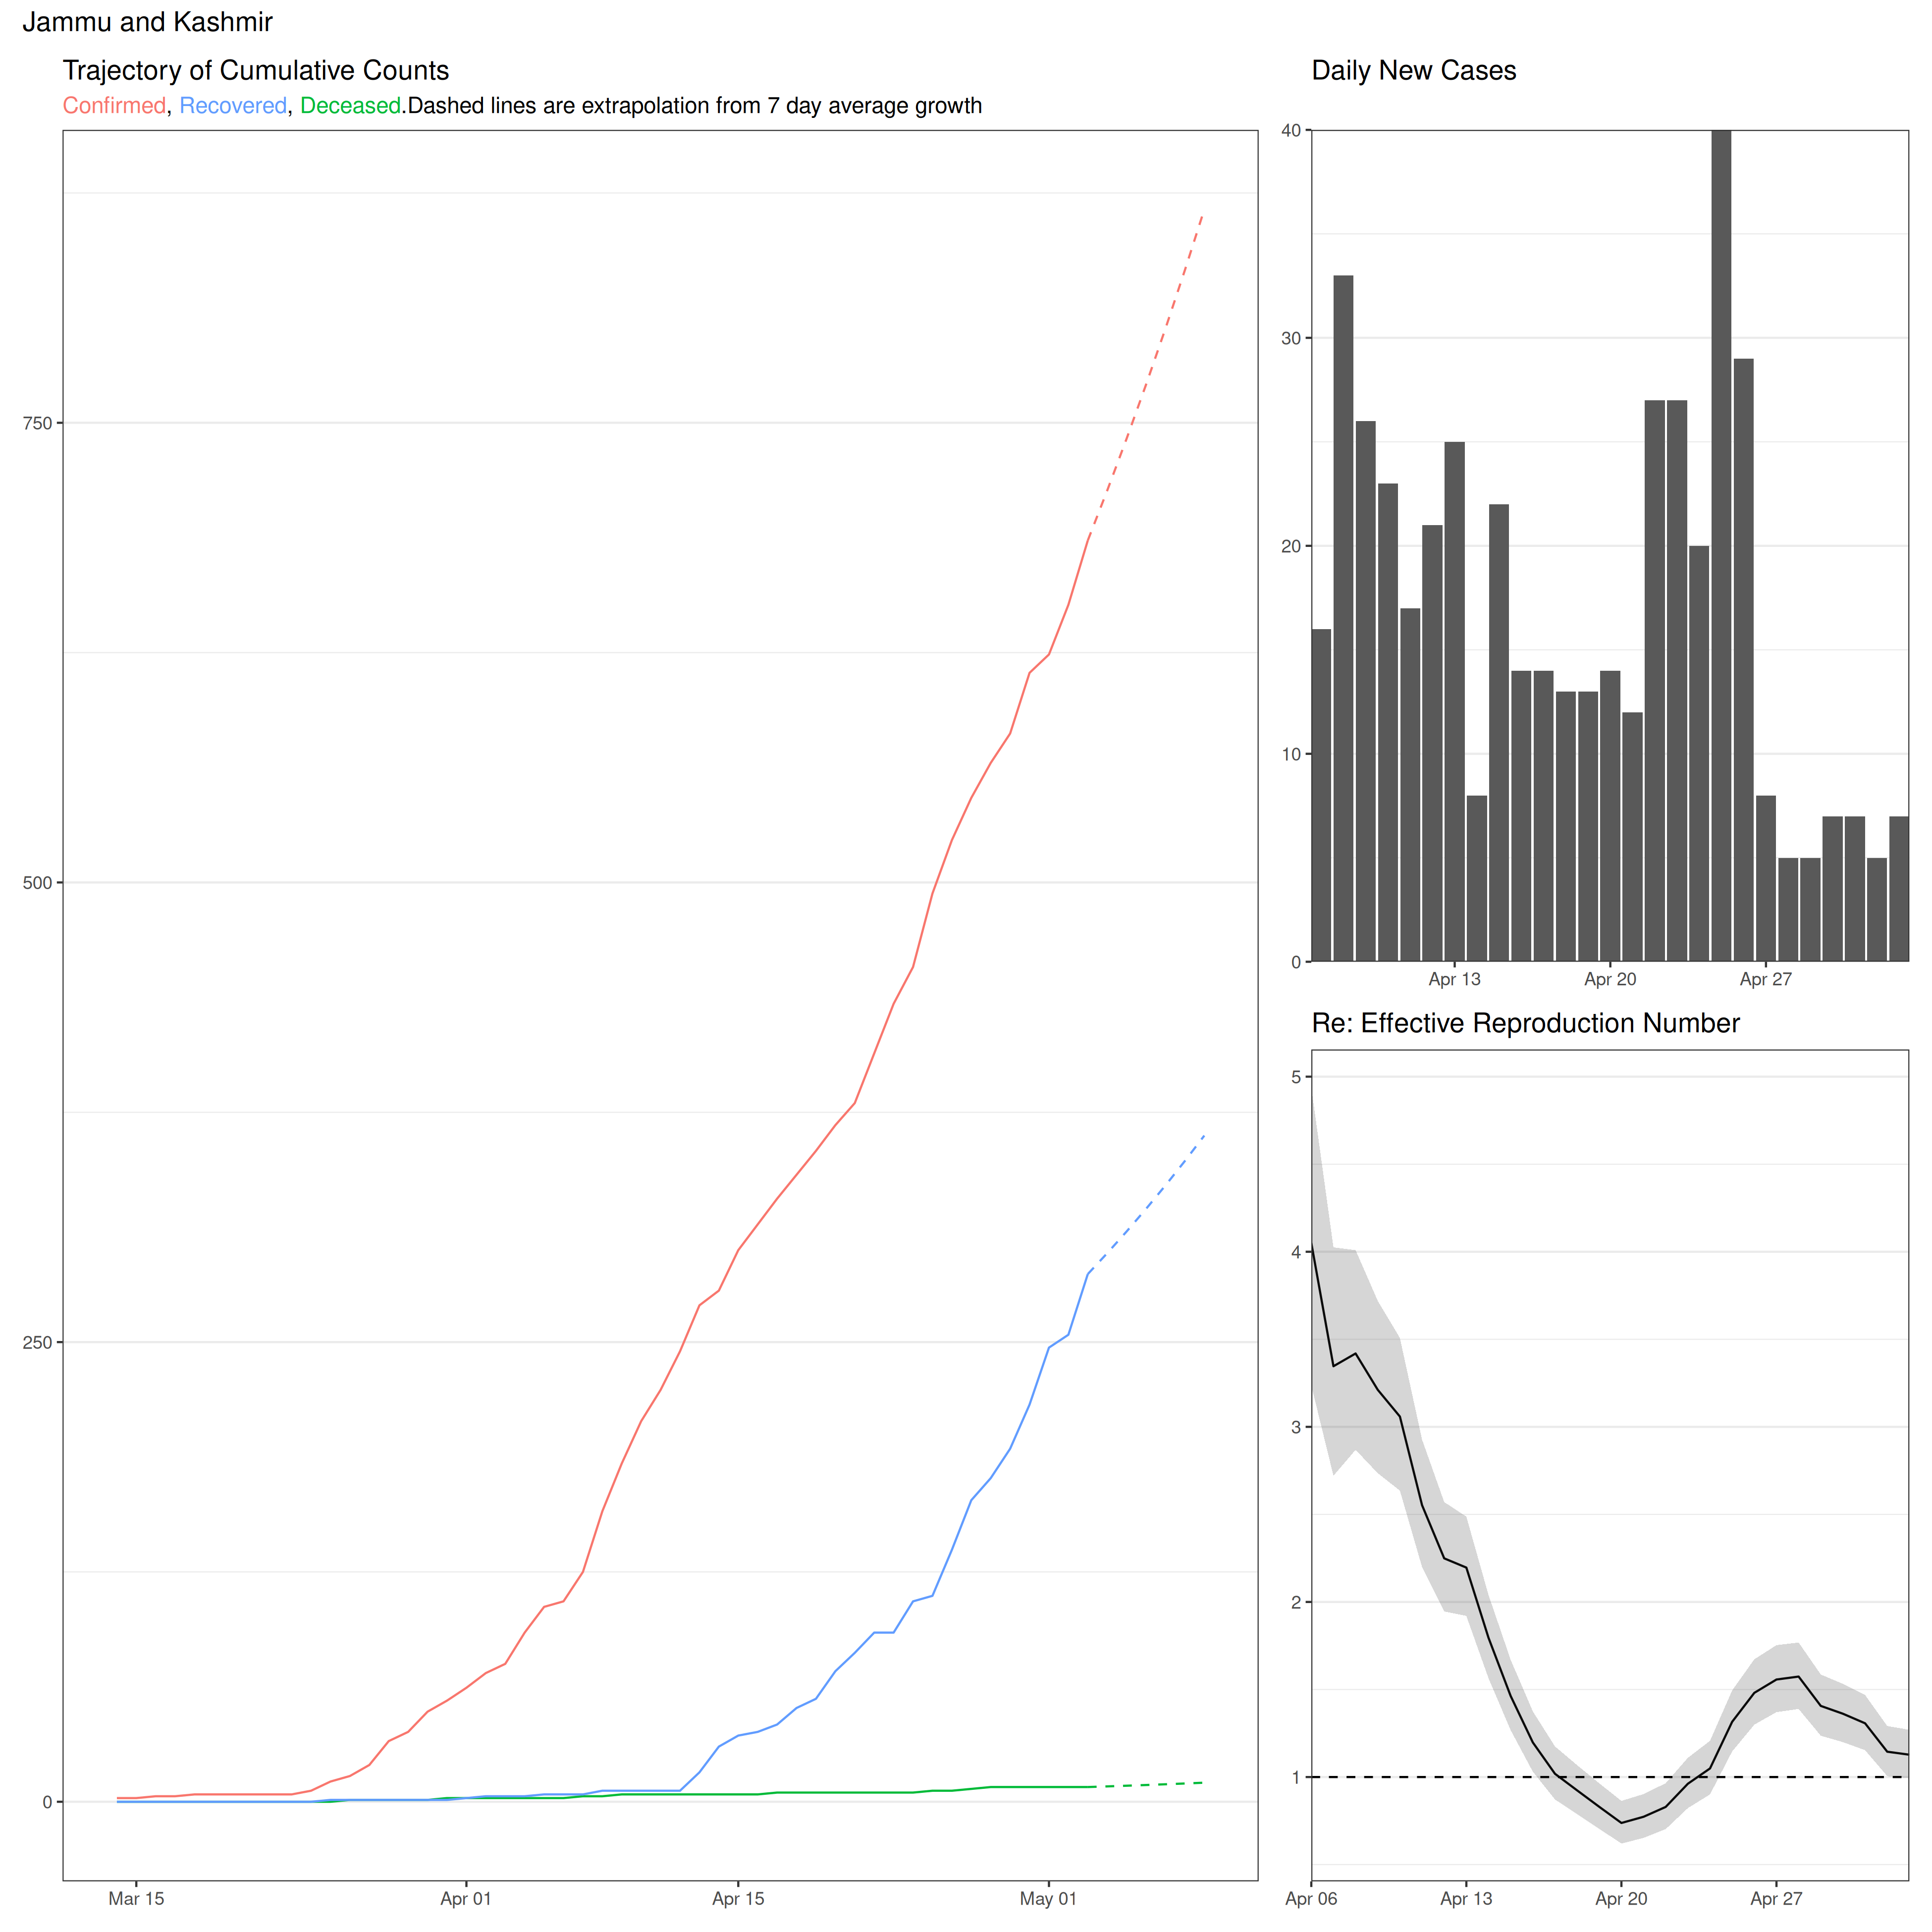 Jammu and Kashmir
Trajectory of Cumulative Counts
Confirmed, Recovered, Deceased.Dashed lines are extrapolation from 7 day average growth
750
500
250
0
Mar 15
Apr 01
Apr 15
May 01
Daily New Cases
40
30
20
10
0
Apr 13
Apr 20
Apr 27
Re: Effective Reproduction Number
5
4
3
2
1
Apr 06
Apr 13
Apr 20
Apr 27